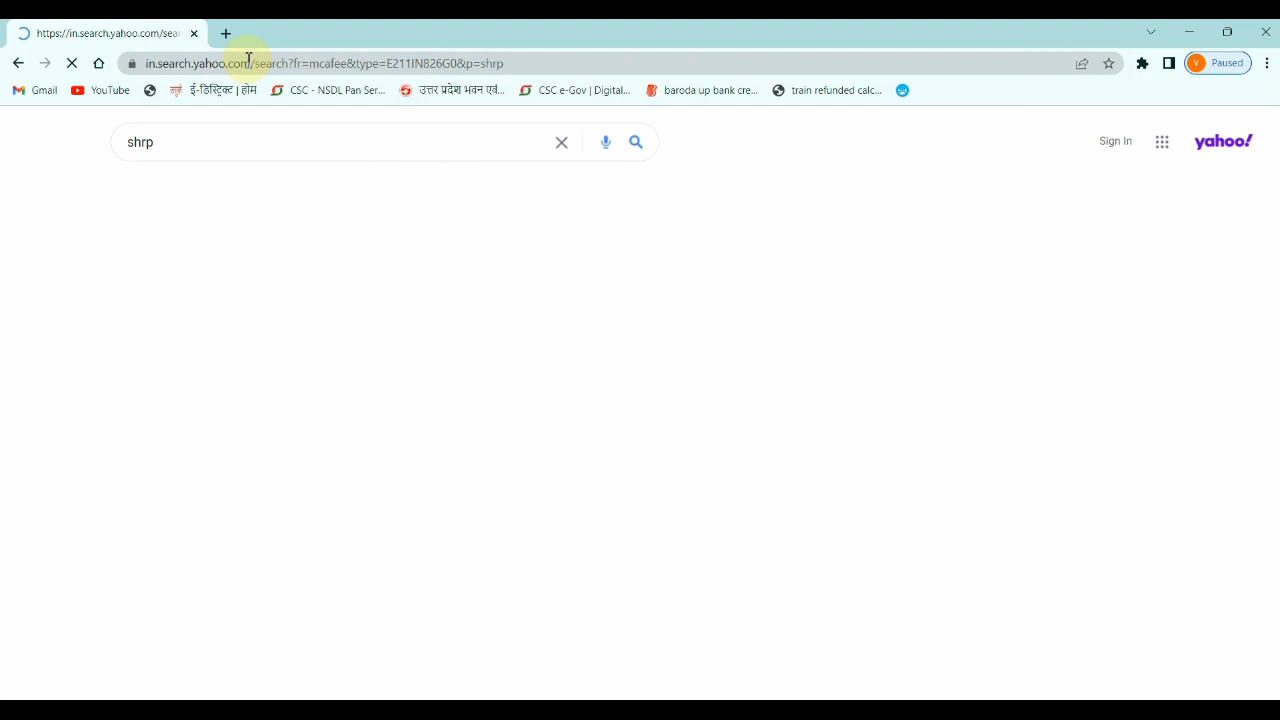 https://in.search.yahoo.com/sear
in.search.yahoo.com/search?fr=mcafee&type=E211IN826G0&p=shrp
V Paused
Gmail YouTube ई-डिस्ट्रिक्ट | होम CSC - NSDL Pan Ser... उत्तर प्रदेश भवन एवं... CSC e-Gov | Digital... baroda up bank cre... train refunded calc...
shrp
Sign In
yahoo!